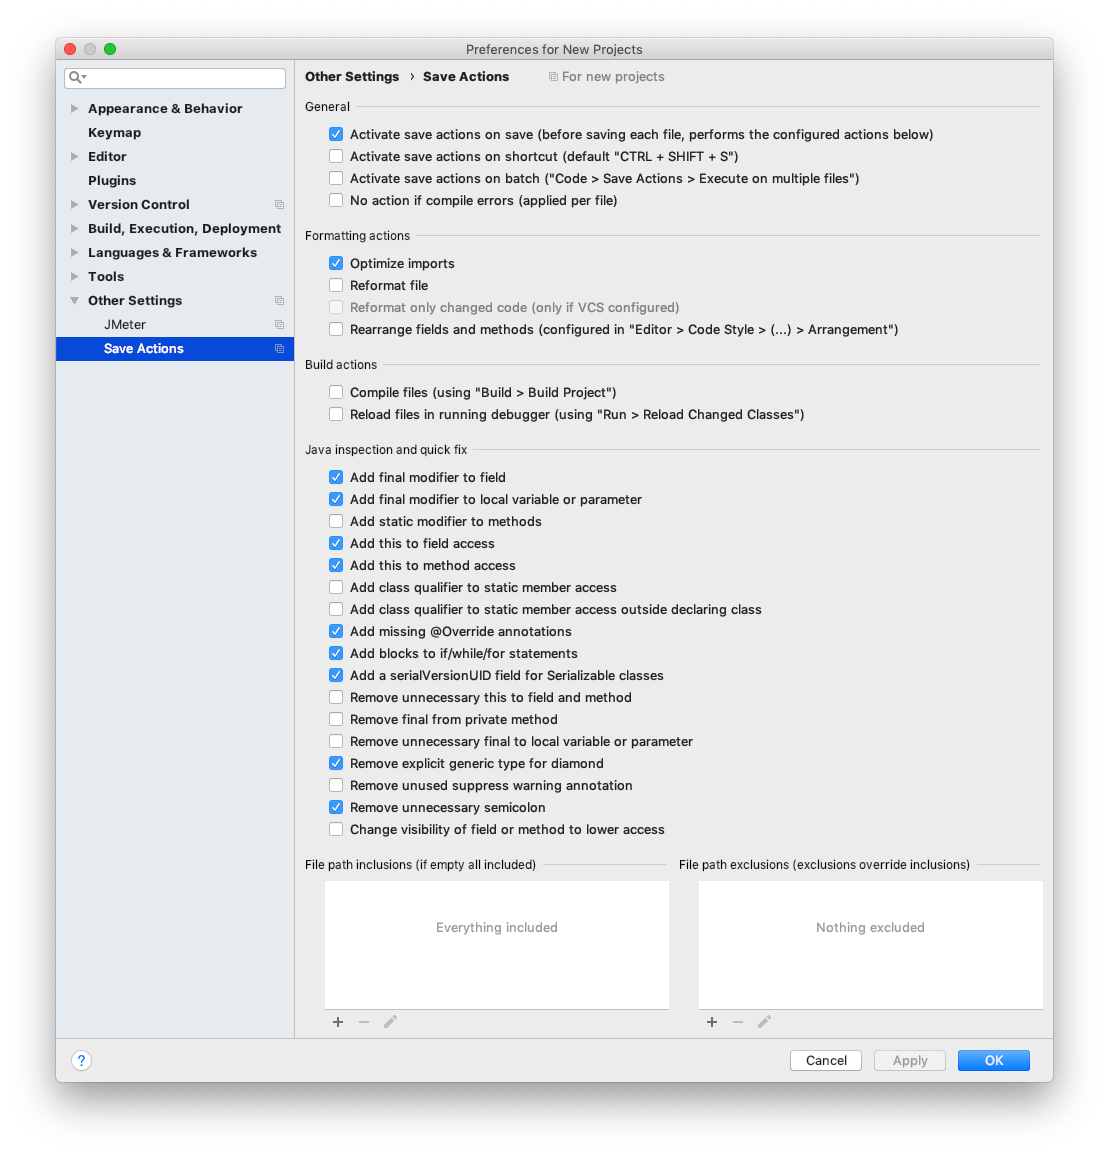 Preferences for New Projects
Appearance & Behavior
Keymap
Editor
Plugins
Version Control
Build, Execution, Deployment
Languages & Frameworks
Tools
Other Settings
JMeter
Save Actions
Other Settings › Save Actions For new projects
General
Activate save actions on save (before saving each file, performs the configured actions below)
Activate save actions on shortcut (default "CTRL + SHIFT + S")
Activate save actions on batch ("Code > Save Actions > Execute on multiple files")
No action if compile errors (applied per file)
Formatting actions
Optimize imports
Reformat file
Reformat only changed code (only if VCS configured)
Rearrange fields and methods (configured in "Editor > Code Style > (...) > Arrangement")
Build actions
Compile files (using "Build > Build Project")
Reload files in running debugger (using "Run > Reload Changed Classes")
Java inspection and quick fix
Add final modifier to field
Add final modifier to local variable or parameter
Add static modifier to methods
Add this to field access
Add this to method access
Add class qualifier to static member access
Add class qualifier to static member access outside declaring class
Add missing @Override annotations
Add blocks to if/while/for statements
Add a serialVersionUID field for Serializable classes
Remove unnecessary this to field and method
Remove final from private method
Remove unnecessary final to local variable or parameter
Remove explicit generic type for diamond
Remove unused suppress warning annotation
Remove unnecessary semicolon
Change visibility of field or method to lower access
File path inclusions (if empty all included)
Everything included
File path exclusions (exclusions override inclusions)
Nothing excluded
?
Cancel
Apply
OK